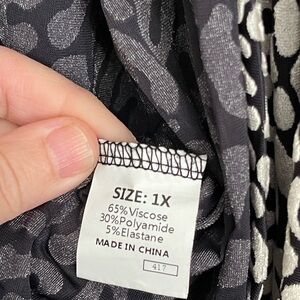 SIZE: 1X
65%Viscose
30%Polyamide
5%Elastane
MADE IN CHINA
417